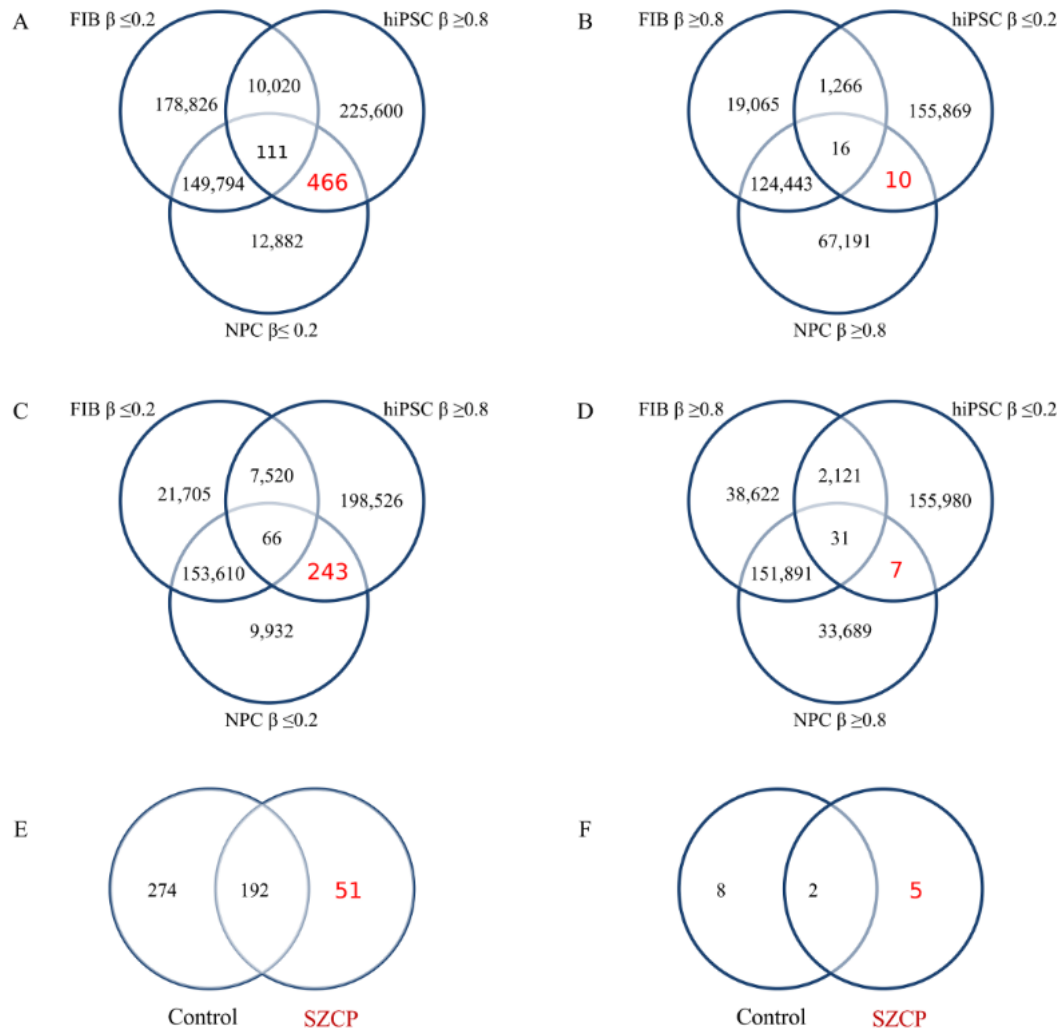 A
FIB β ≤0.2
hiPSC β ≥0.8
10,020
178,826
225,600
111
149,794
466
12,882
NPC β≤ 0.2
B
FIB β ≥0.8
hiPSC β ≤0.2
1,266
19,065
155,869
16
124,443
10
67,191
NPC β ≥0.8
C
FIB β ≤0.2
hiPSC β ≥0.8
7,520
21,705
198,526
66
153,610
243
9,932
NPC β ≤0.2
D
FIB β ≥0.8
hiPSC β ≤0.2
2,121
38,622
155,980
31
151,891
7
33,689
NPC β ≥0.8
E
274
192
51
Control
SZCP
F
8
2
5
Control
SZCP